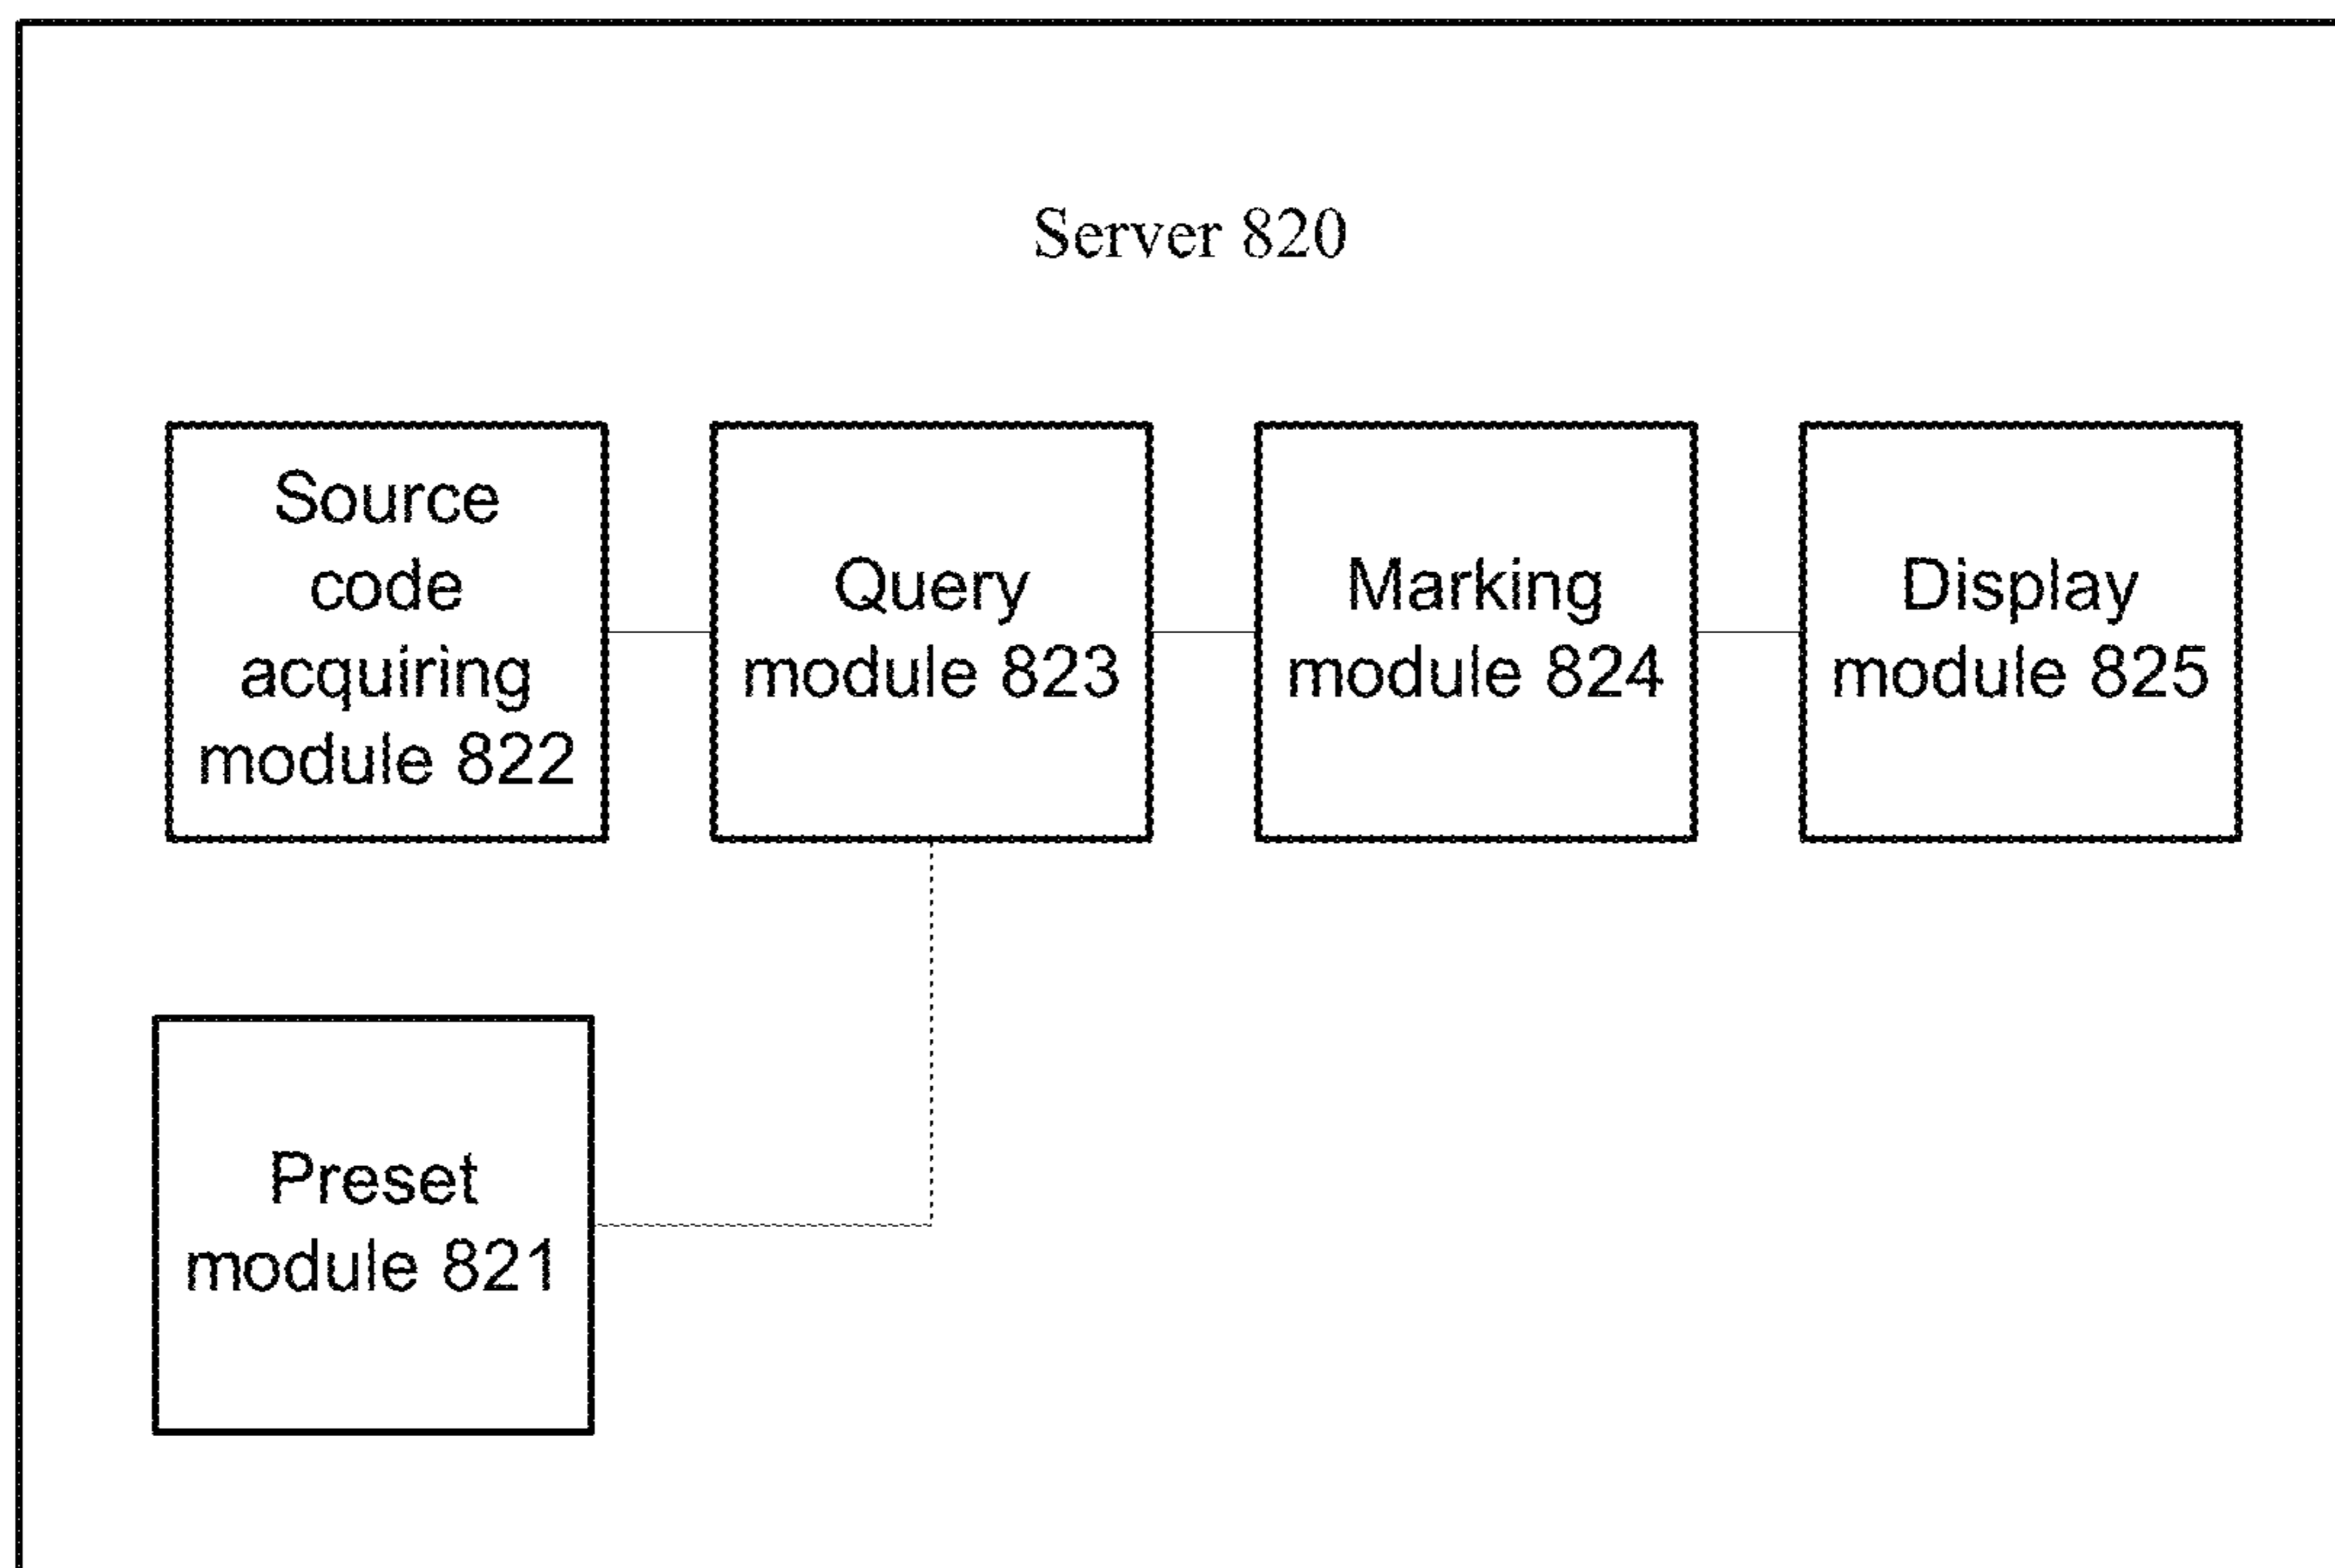 Server 820
Source
code
acquiring
module 822
Query
module 823
Marking
module 824
Display
module 825
Preset
module 821